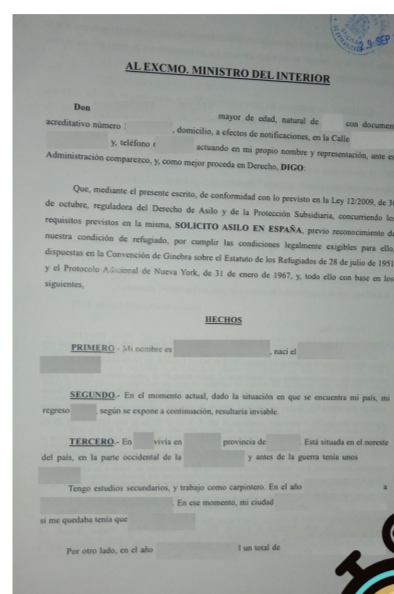 9 SEP
AL EXCMO. MINISTRO DEL INTERIOR
Don
mayor de edad, natural de con documen
acreditativo número , domicilio, a efectos de notificaciones, en la Calle
y, teléfono actuando en mi propio nombre y representación, ante es
Administración comparezco, y, como mejor proceda en Derecho, DIGO:
Que, mediante el presente escrito, de conformidad con lo previsto en la Ley 12/2009, de 30
de octubre, reguladora del Derecho de Asilo y de la Protección Subsidiaria, concurriendo los
requisitos previstos en la misma, SOLICITO ASILO EN ESPAÑA, previo reconocimiento de
nuestra condición de refugiado, por cumplir las condiciones legalmente exigibles para ello,
dispuestas en la Convención de Ginebra sobre el Estatuto de los Refugiados de 28 de julio de 1951
y el Protocolo Adicional de Nueva York, de 31 de enero de 1967, y, todo ello con base en los
siguientes,
HECHOS
PRIMERO.- Mi nombre es , nací el
SEGUNDO.- En el momento actual, dado la situación en que se encuentra mi país, mi
regreso , según se expone a continuación, resultaría inviable.
TERCERO.- En vivía en provincia de Está situada en el noreste
del país, en la parte occidental de la y antes de la guerra tenía unos
Tengo estudios secundarios, y trabajo como carpintero. En el año a
En ese momento, mi ciudad
si me quedaba tenía que
Por otro lado, en el año un total de